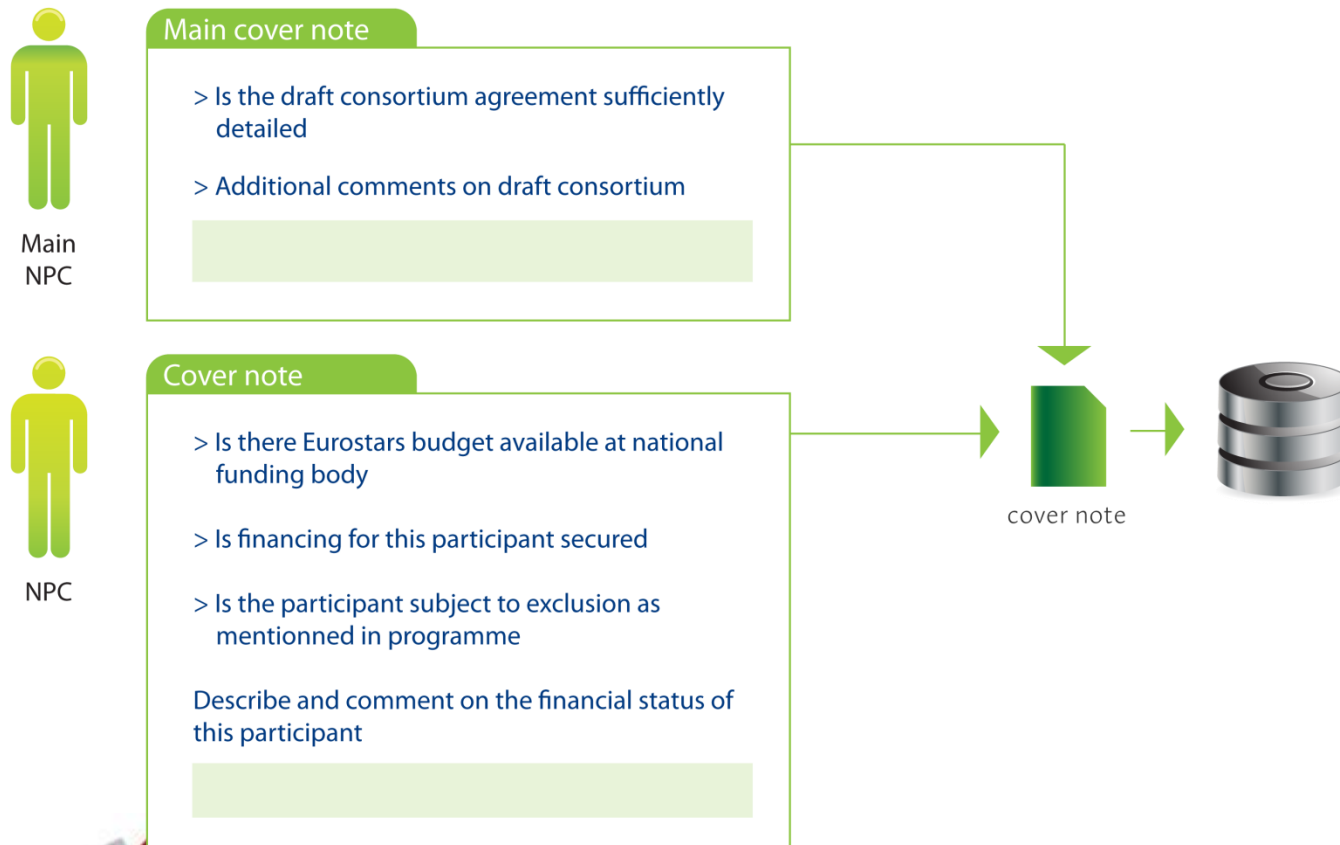 Main cover note
> Is the draft consortium agreement sufficiently
detailed
> Additional comments on draft consortium
Main
NPC
Cover note
> Is there Eurostars budget available at national
funding body
> Is financing for this participant secured
> Is the participant subject to exclusion as
mentionned in programme
Describe and comment on the financial status of
this participant
NPC
cover note